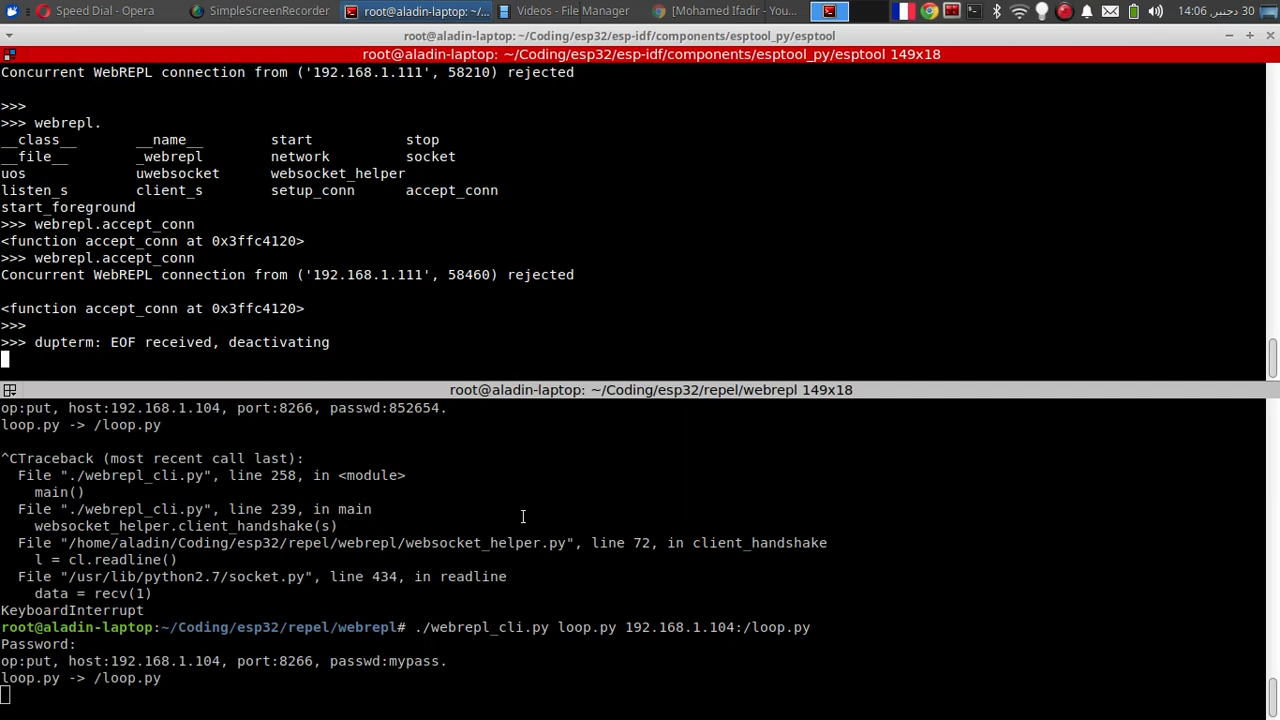 Speed Dial - Opera
SimpleScreenRecorder
root@aladin-laptop: ~/...
Videos - File Manager
[Mohamed Ifadir - You...
30 دجنبر, 14:06
root@aladin-laptop: ~/Coding/esp32/esp-idf/components/esptool_py/esptool
root@aladin-laptop: ~/Coding/esp32/esp-idf/components/esptool_py/esptool 149x18
Concurrent WebREPL connection from ('192.168.1.111', 58210) rejected
>>>
>>> webrepl.
__class__ __name__ start stop
__file__ _webrepl network socket
uos uwebsocket websocket_helper
listen_s client_s setup_conn accept_conn
start_foreground
>>> webrepl.accept_conn
<function accept_conn at 0x3ffc4120>
>>> webrepl.accept_conn
Concurrent WebREPL connection from ('192.168.1.111', 58460) rejected
<function accept_conn at 0x3ffc4120>
>>>
>>> dupterm: EOF received, deactivating
root@aladin-laptop: ~/Coding/esp32/repel/webrepl 149x18
op:put, host:192.168.1.104, port:8266, passwd:852654.
loop.py -> /loop.py
^CTraceback (most recent call last):
File "./webrepl_cli.py", line 258, in <module>
main()
File "./webrepl_cli.py", line 239, in main
websocket_helper.client_handshake(s)
File "/home/aladin/Coding/esp32/repel/webrepl/websocket_helper.py", line 72, in client_handshake
l = cl.readline()
File "/usr/lib/python2.7/socket.py", line 434, in readline
data = recv(1)
KeyboardInterrupt
root@aladin-laptop:~/Coding/esp32/repel/webrepl# ./webrepl_cli.py loop.py 192.168.1.104:/loop.py
Password:
op:put, host:192.168.1.104, port:8266, passwd:mypass.
loop.py -> /loop.py